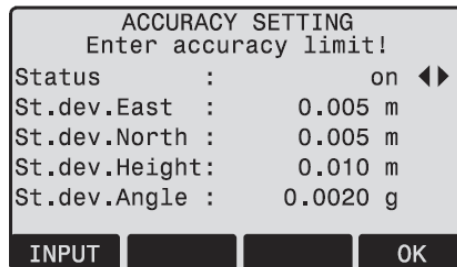 ACCURACY SETTING
Enter accuracy limit!
Status : on
St.dev.East : 0.005 m
St.dev.North : 0.005 m
St.dev.Height: 0.010 m
St.dev.Angle : 0.0020 g
INPUT OK